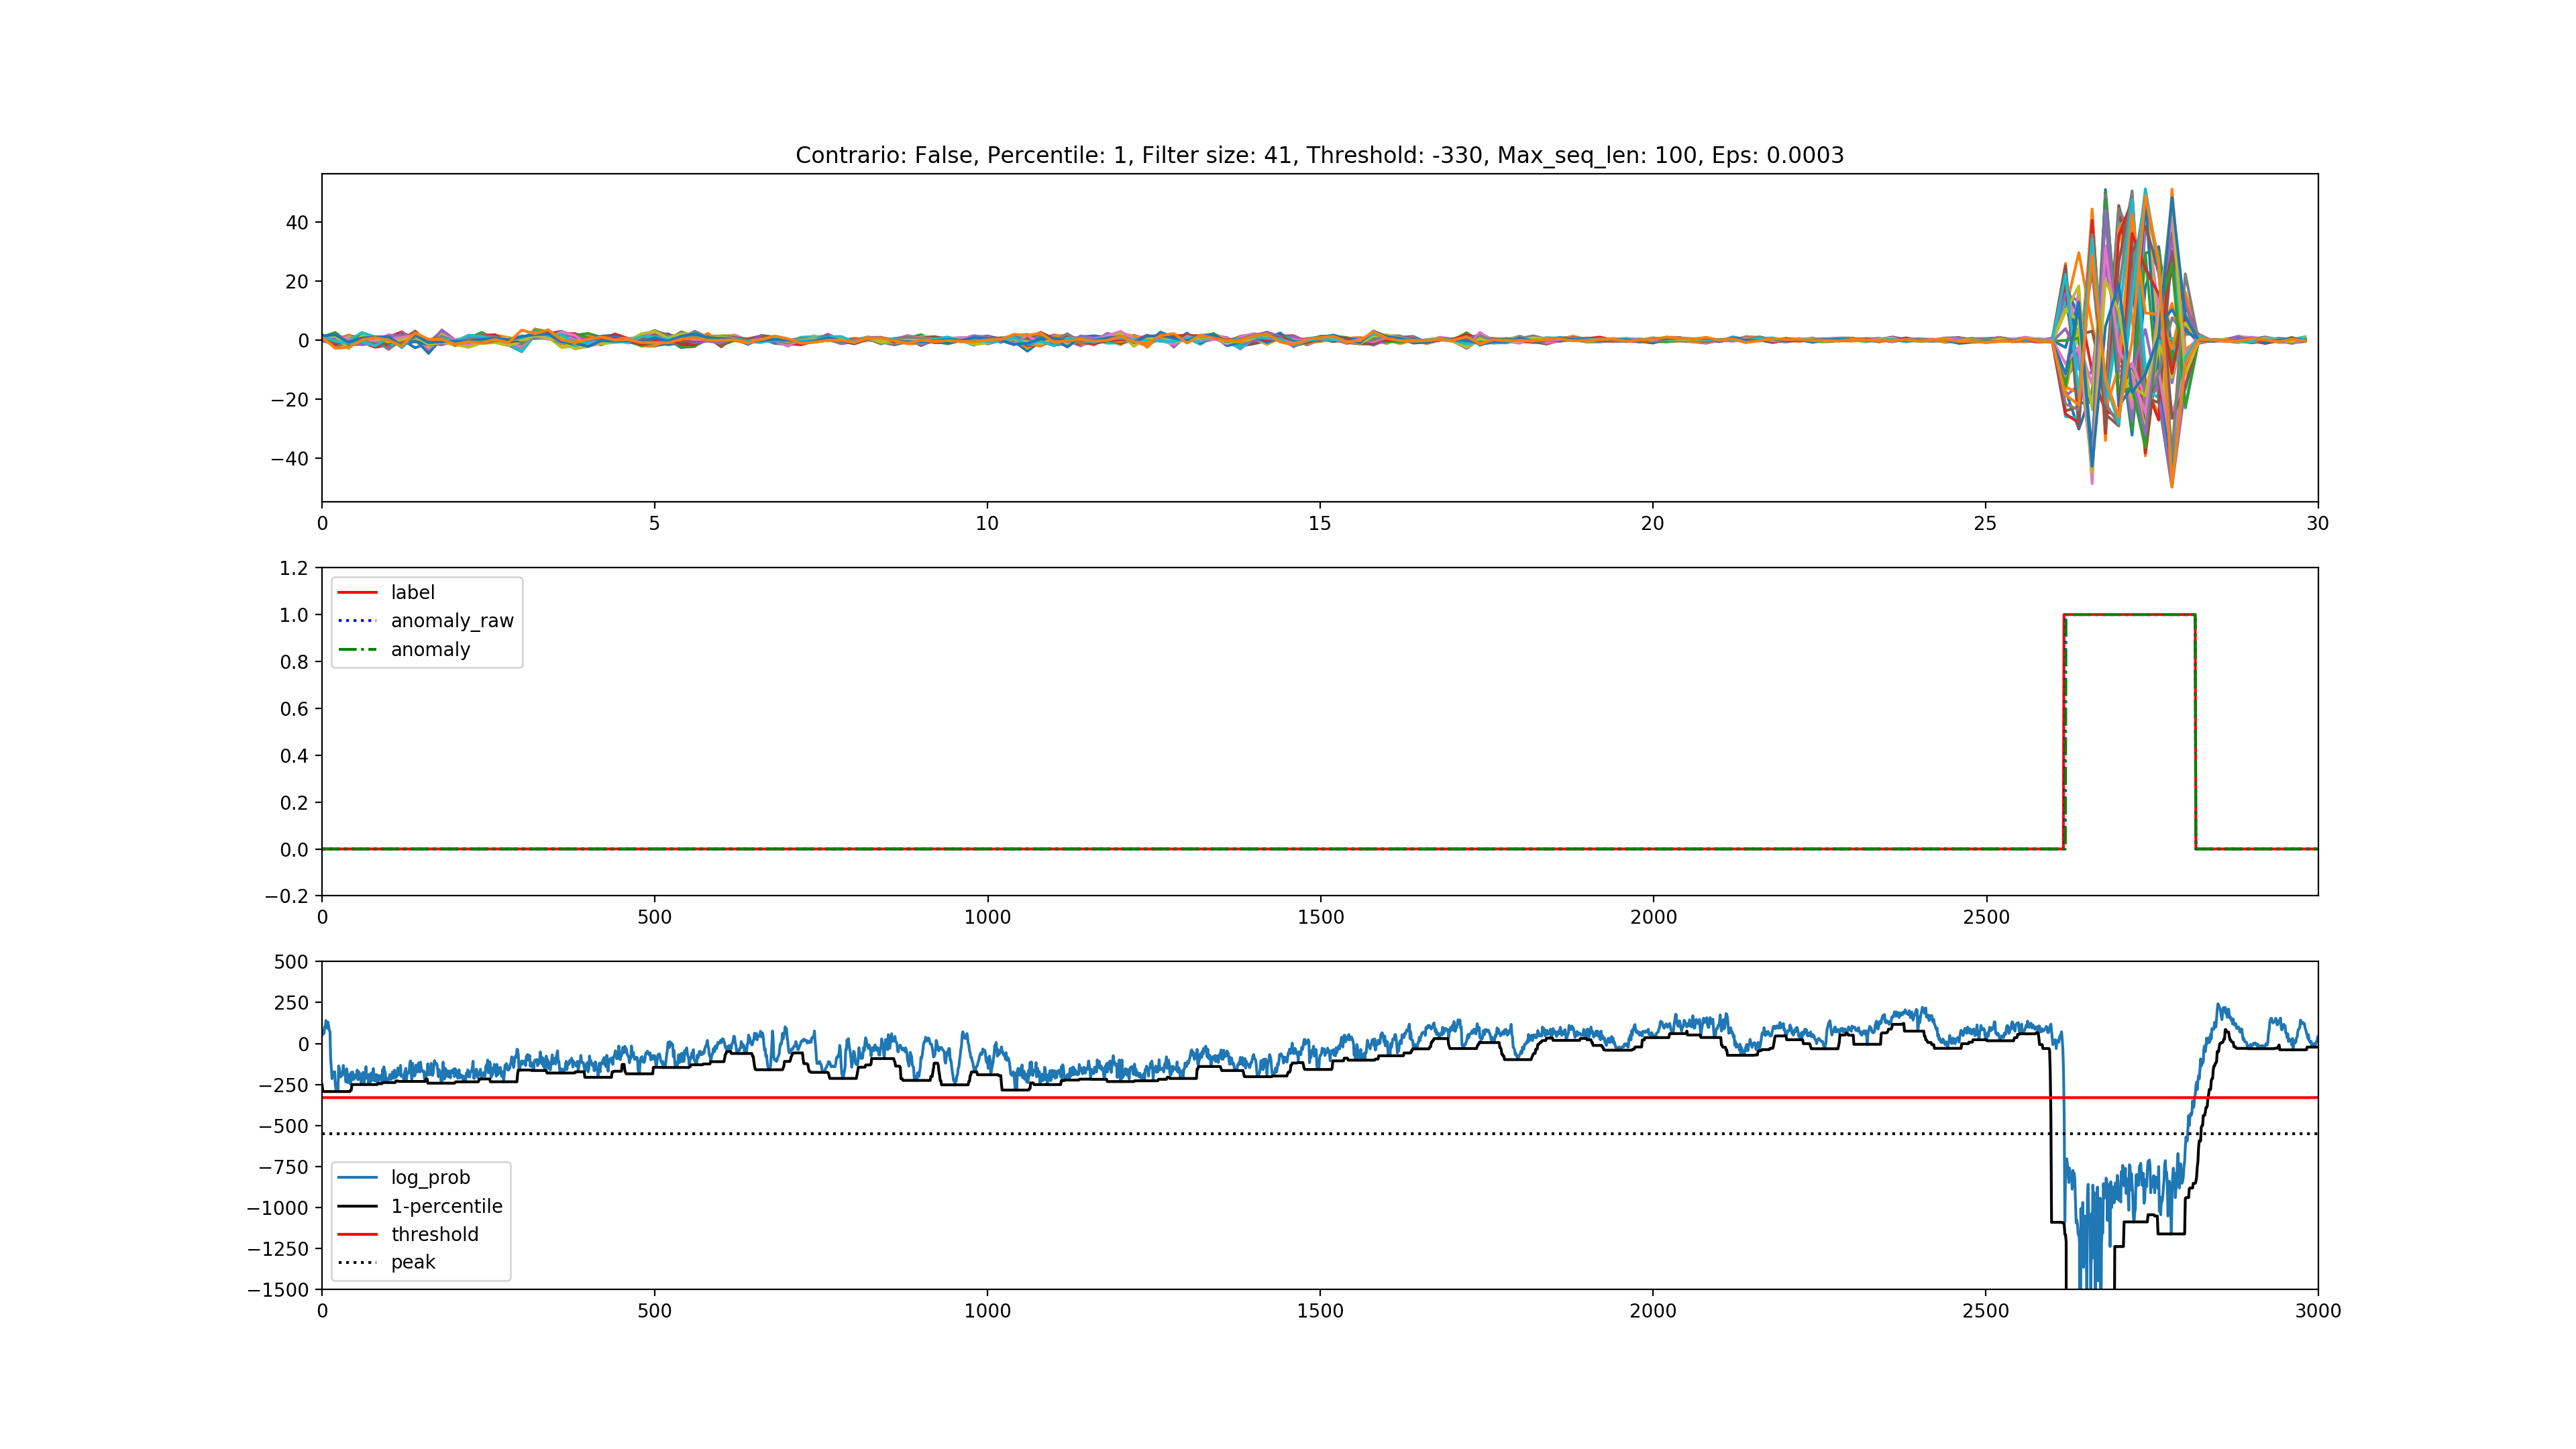 Contrario: False, Percentile: 1, Filter size: 41, Threshold: -330, Max_seq_len: 100, Eps: 0.0003
40
20
0
−20
−40
0 5 10 15 20 25 30
1.2
1.0
0.8
0.6
0.4
0.2
0.0
−0.2
label
anomaly_raw
anomaly
0 500 1000 1500 2000 2500
500
250
0
−250
−500
−750
−1000
−1250
−1500
log_prob
1-percentile
threshold
peak
0 500 1000 1500 2000 2500 3000